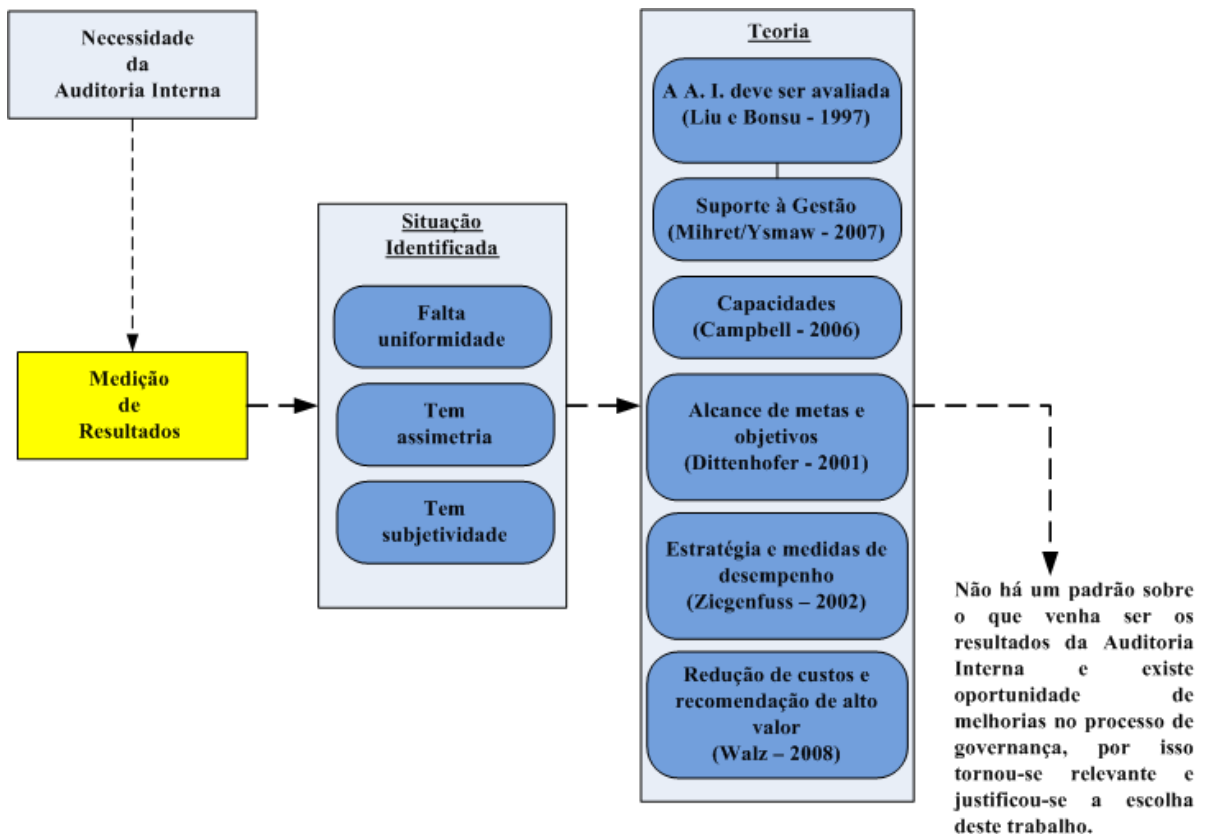 Necessidade
da
Auditoria Interna
Medição
de
Resultados
Situação
Identificada
Falta
uniformidade
Tem
assimetria
Tem
subjetividade
Teoria
A A. I. deve ser avaliada
(Liu e Bonsu - 1997)
Suporte à Gestão
(Mihret/Ysmaw - 2007)
Capacidades
(Campbell - 2006)
Alcance de metas e
objetivos
(Dittenhofer - 2001)
Estratégia e medidas de
desempenho
(Ziegenfuss – 2002)
Redução de custos e
recomendação de alto
valor
(Walz – 2008)
Não há um padrão sobre
o que venha ser os
resultados da Auditoria
Interna e existe
oportunidade de
melhorias no processo de
governança, por isso
tornou-se relevante e
justificou-se a escolha
deste trabalho.